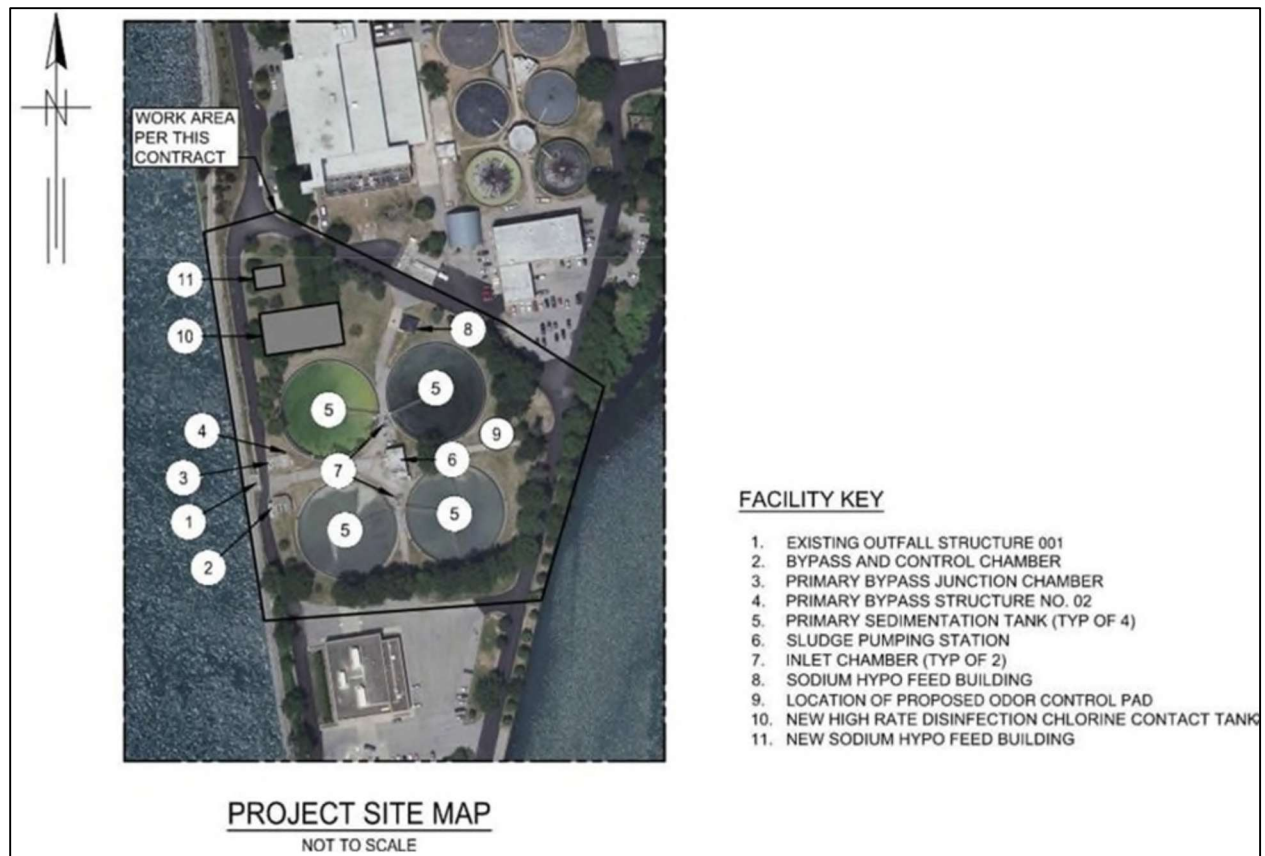 N
WORK AREA
PER THIS
CONTRACT
11
10
8
5
5
9
4
7
6
3
1
5
5
2
FACILITY KEY
1. EXISTING OUTFALL STRUCTURE 001
2. BYPASS AND CONTROL CHAMBER
3. PRIMARY BYPASS JUNCTION CHAMBER
4. PRIMARY BYPASS STRUCTURE NO. 02
5. PRIMARY SEDIMENTATION TANK (TYP OF 4)
6. SLUDGE PUMPING STATION
7. INLET CHAMBER (TYP OF 2)
8. SODIUM HYPO FEED BUILDING
9. LOCATION OF PROPOSED ODOR CONTROL PAD
10. NEW HIGH RATE DISINFECTION CHLORINE CONTACT TANK
11. NEW SODIUM HYPO FEED BUILDING
PROJECT SITE MAP
NOT TO SCALE